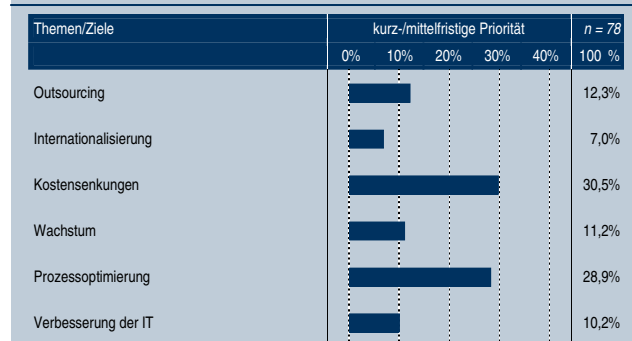 Themen/Ziele kurz-/mittelfristige Priorität n = 78
0% 10% 20% 30% 40% 100 %
Outsourcing 12,3%
Internationalisierung 7,0%
Kostensenkungen 30,5%
Wachstum 11,2%
Prozessoptimierung 28,9%
Verbesserung der IT 10,2%